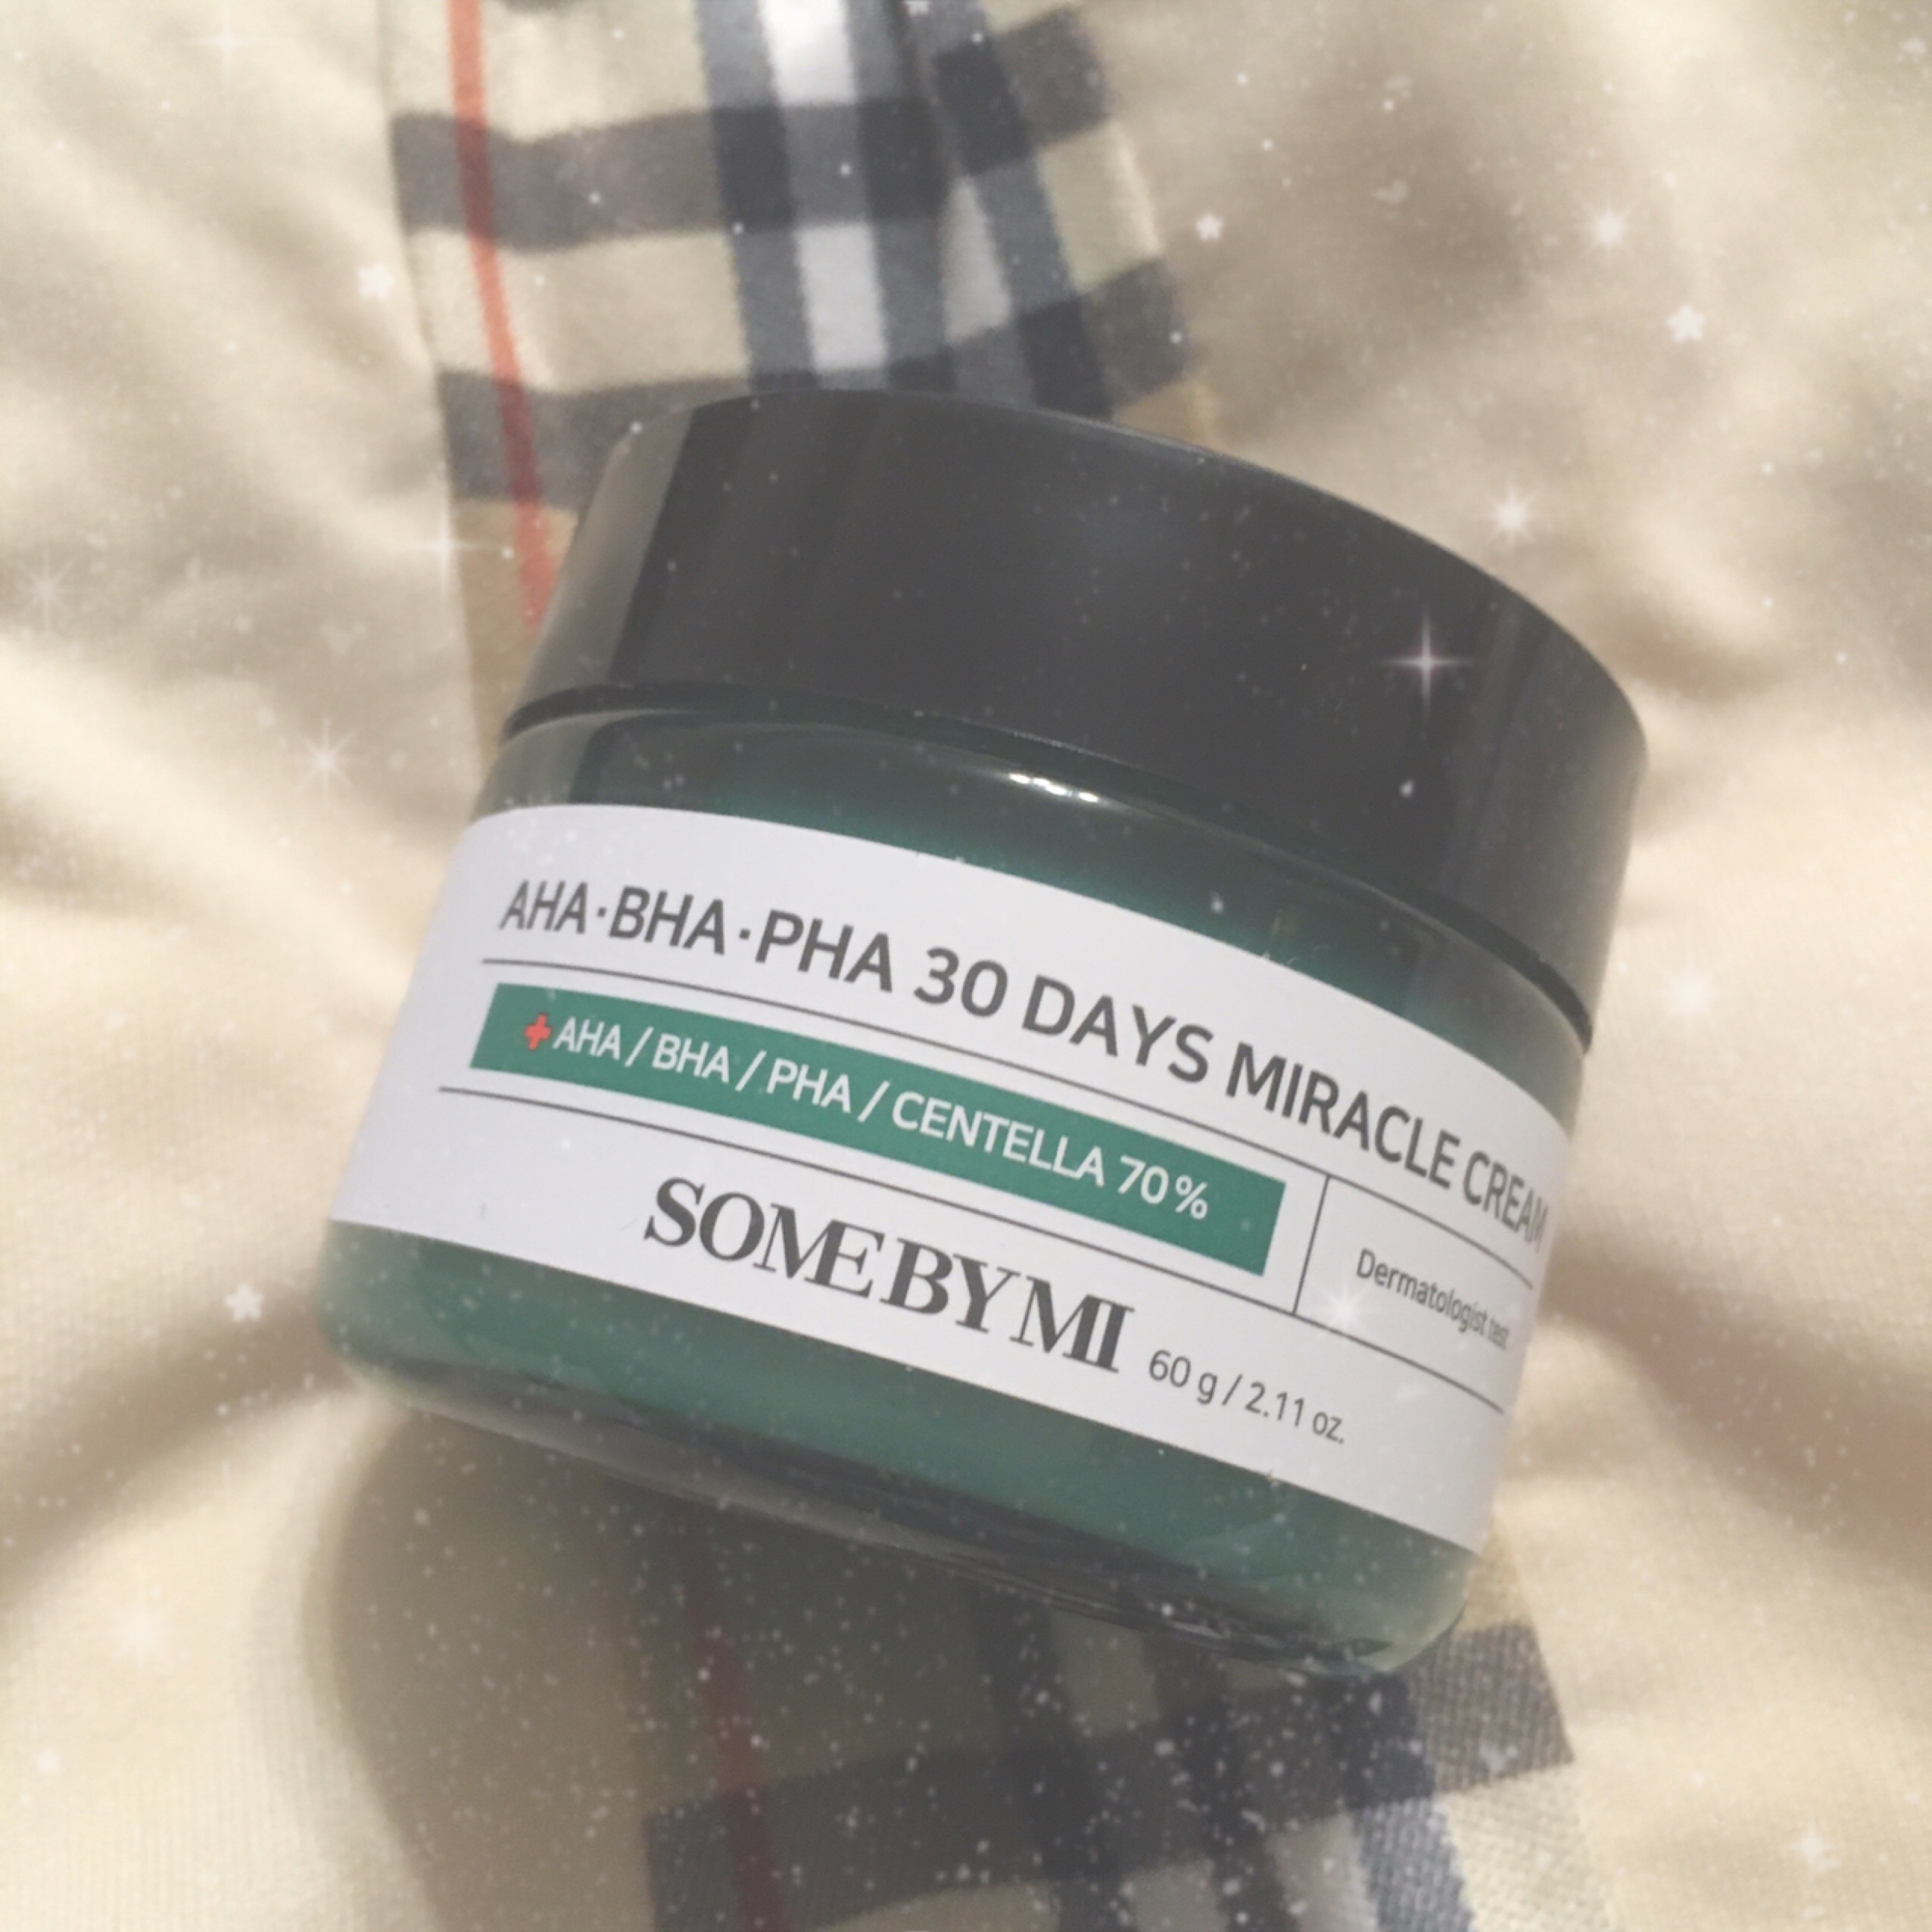 AHA·BHA·PHA 30 DAYS MIRACLE CREAM
+AHA / BHA / PHA / CENTELLA 70%
Dermatologist test
SOME BY MI 60 g / 2.11 oz.